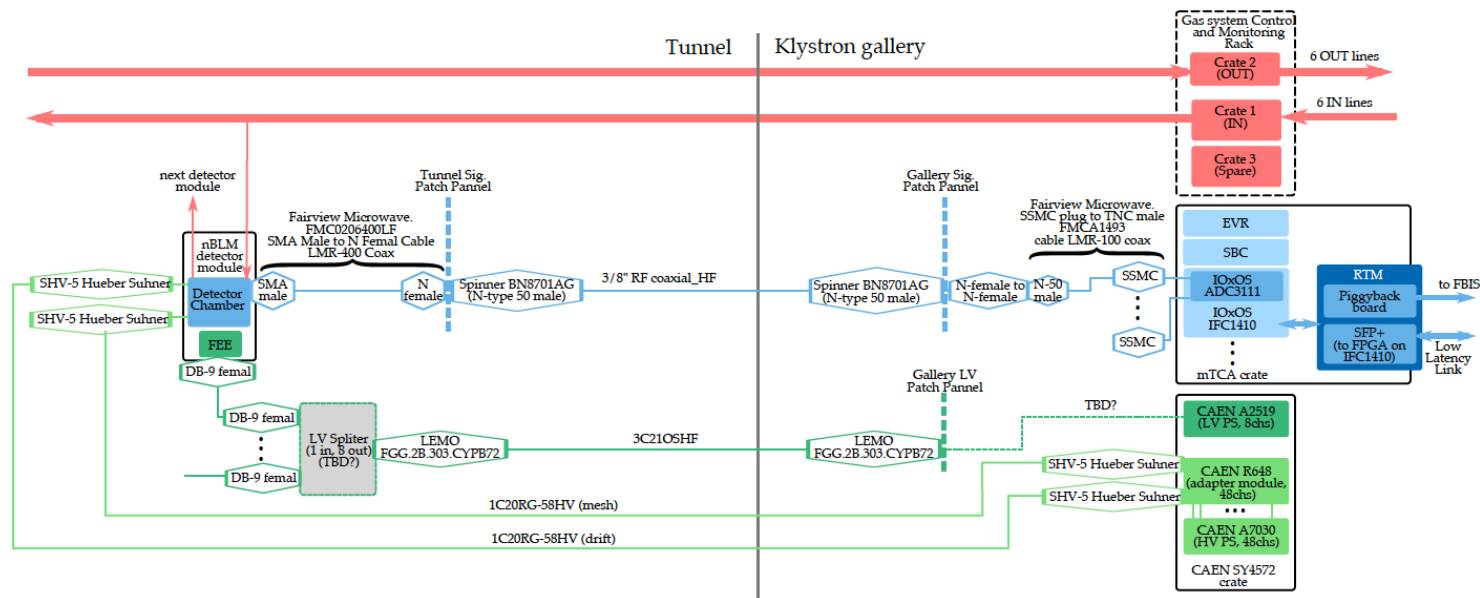 Tunnel
Klystron gallery
Gas system Control
and Monitoring
Rack
Crate 2
(OUT)
6 OUT lines
Crate 1
(IN)
6 IN lines
Crate 3
(Spare)
next detector
module
Tunnel Sig.
Patch Pannel
Gallery Sig.
Patch Pannel
Fairview Microwave.
FMC0206400LF
SMA Male to N Femal Cable
LMR-400 Coax
Fairview Microwave.
SSMC plug to TNC male
FMCA1493
cable LMR-100 coax
nBLM
detector
module
SHV-5 Hueber Suhner
SHV-5 Hueber Suhner
Detector
Chamber
FEE
SMA
male
N
female
Spinner BN8701AG
(N-type 50 male)
3/8" RF coaxial_HF
Spinner BN8701AG
(N-type 50 male)
N-female to
N-female
N-50
male
SSMC
SSMC
EVR
SBC
IOxOS
ADC3111
IOxOS
IFC1410
mTCA crate
RTM
Piggyback
board
SFP+
(to FPGA on
IFC1410)
to FBIS
Low
Latency
Link
DB-9 femal
DB-9 femal
DB-9 femal
LV Spliter
(1 in, 8 out)
(TBD?)
LEMO
FGG.2B.303.CYPB72
3C21OSHF
LEMO
FGG.2B.303.CYPB72
Gallery LV
Patch Pannel
TBD?
CAEN A2519
(LV PS, 8chs)
SHV-5 Hueber Suhner
SHV-5 Hueber Suhner
CAEN R648
(adapter module,
48chs)
CAEN A7030
(HV PS, 48chs)
CAEN SY4572
crate
1C20RG-58HV (mesh)
1C20RG-58HV (drift)